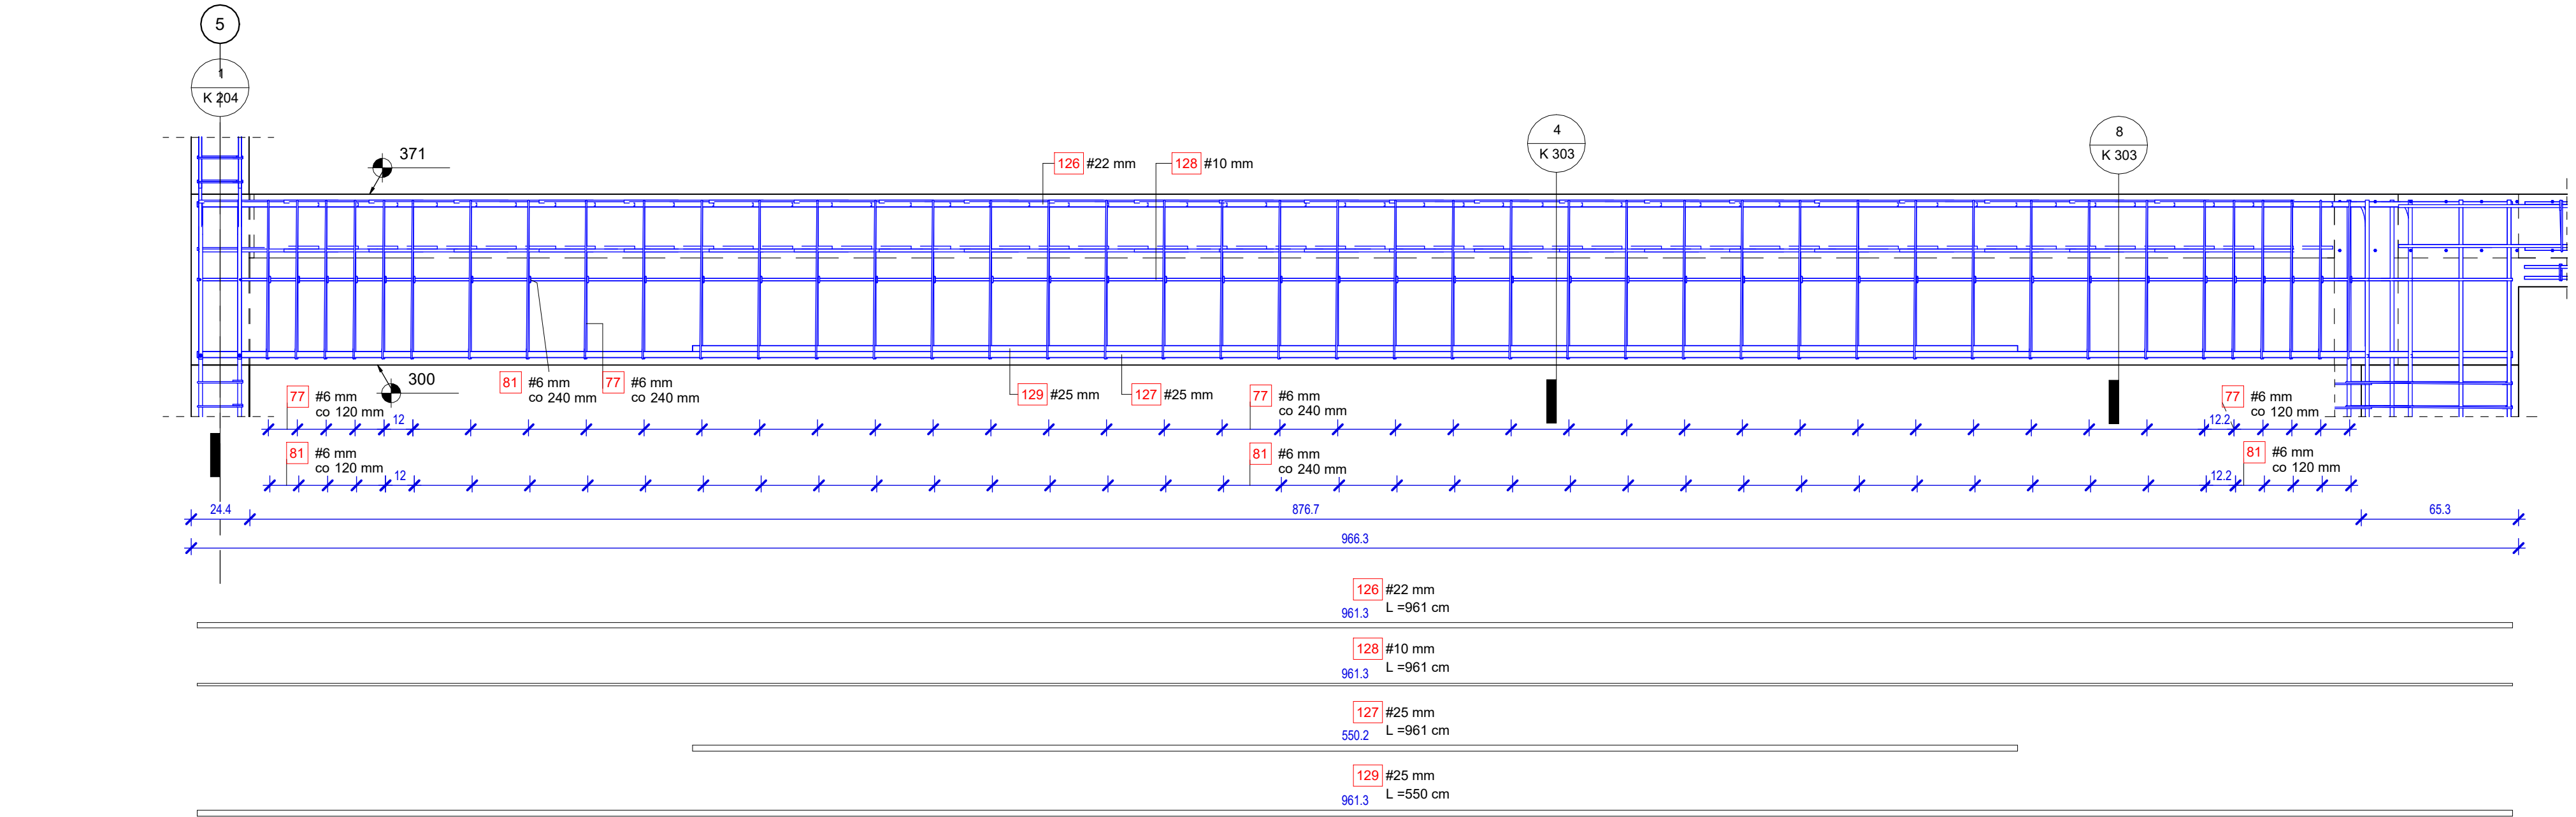 5
1
K 204
4
K 303
8
K 303
371
126 #22 mm
128 #10 mm
300
77 #6 mm
co 120 mm
81 #6 mm
co 240 mm
77 #6 mm
co 240 mm
129 #25 mm
127 #25 mm
77 #6 mm
co 240 mm
77 #6 mm
co 120 mm
12
12.2
81 #6 mm
co 120 mm
81 #6 mm
co 240 mm
81 #6 mm
co 120 mm
12
12.2
24.4
876.7
65.3
966.3
126 #22 mm
L =961 cm
961.3
128 #10 mm
L =961 cm
961.3
127 #25 mm
L =961 cm
550.2
129 #25 mm
L =550 cm
961.3